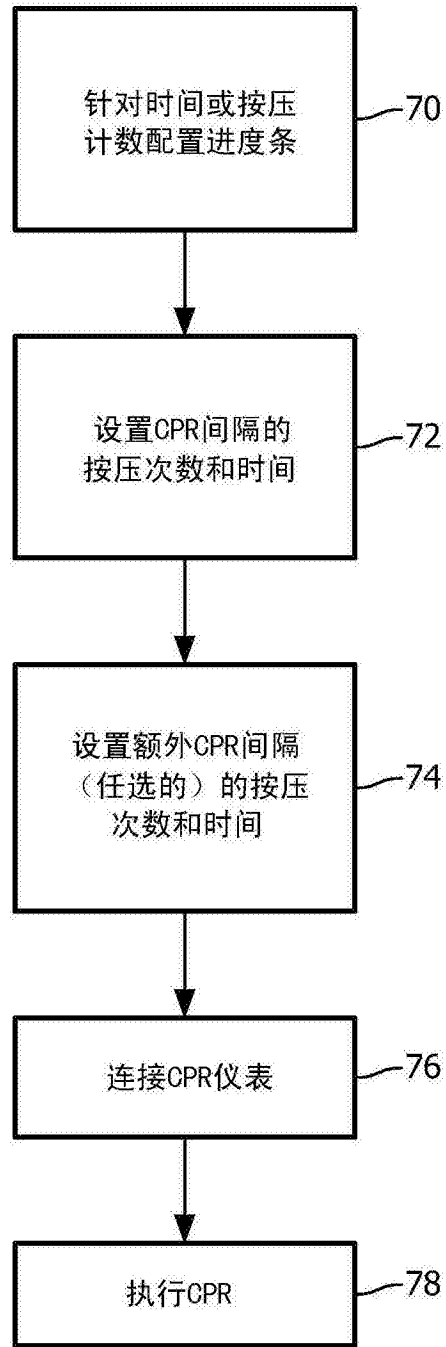 针对时间或按压
计数配置进度条
70
设置CPR间隔的
按压次数和时间
72
设置额外CPR间隔
（任选的）的按压
次数和时间
74
连接CPR仪表
76
执行CPR
78